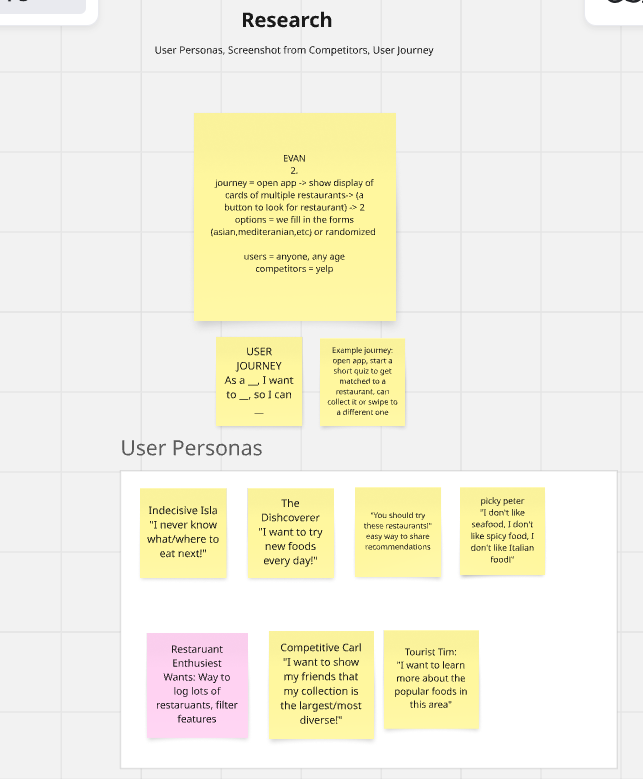 Research
User Personas, Screenshot from Competitors, User Journey
EVAN
2.
journey = open app -> show display of
cards of multiple restaurants-> (a
button to look for restaurant) -> 2
options = we fill in the forms
(asian,mediteranian,etc) or randomized
users = anyone, any age
competitors = yelp
USER
JOURNEY
As a __, I want
to __, so I can
__
Example journey:
open app, start a
short quiz to get
matched to a
restaurant, can
collect it or swipe to
a different one
User Personas
Indecisive Isla
"I never know
what/where to
eat next!"
The
Dishcoverer
"I want to try
new foods
every day!"
"You should try
these restaurants!"
easy way to share
recommendations
picky peter
"I don't like
seafood, I don't
like spicy food, I
don't like Italian
food!"
Restaruant
Enthusiest
Wants: Way to
log lots of
restaruants, filter
features
Competitive Carl
"I want to show
my friends that
my collection is
the largest/most
diverse!"
Tourist Tim:
"I want to learn
more about the
popular foods in
this area"